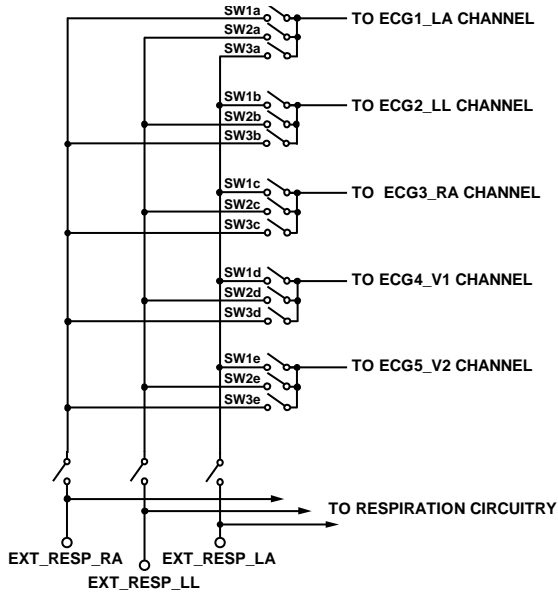 SW1a
TO ECG1_LA CHANNEL
SW2a
SW3a
SW1b
TO ECG2_LL CHANNEL
SW2b
SW3b
SW1c
TO ECG3_RA CHANNEL
SW2c
SW3c
SW1d
TO ECG4_V1 CHANNEL
SW2d
SW3d
SW1e
TO ECG5_V2 CHANNEL
SW2e
SW3e
TO RESPIRATION CIRCUITRY
EXT_RESP_RA
EXT_RESP_LA
EXT_RESP_LL